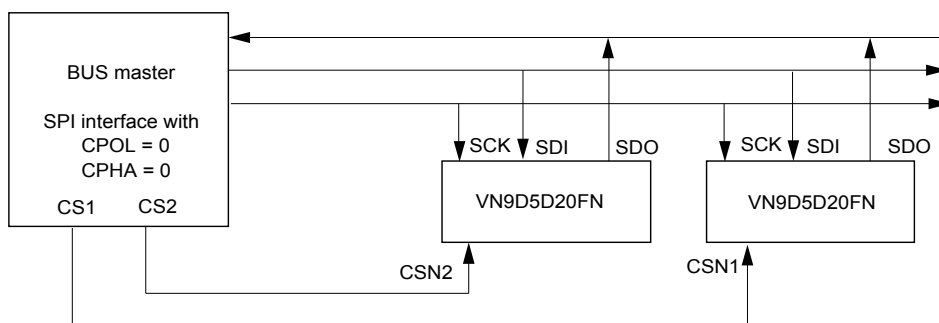 BUS master
SPI interface with
CPOL = 0
CPHA = 0
CS1 CS2
SCK SDI SDO
VN9D5D20FN
CSN2
SCK SDI SDO
VN9D5D20FN
CSN1